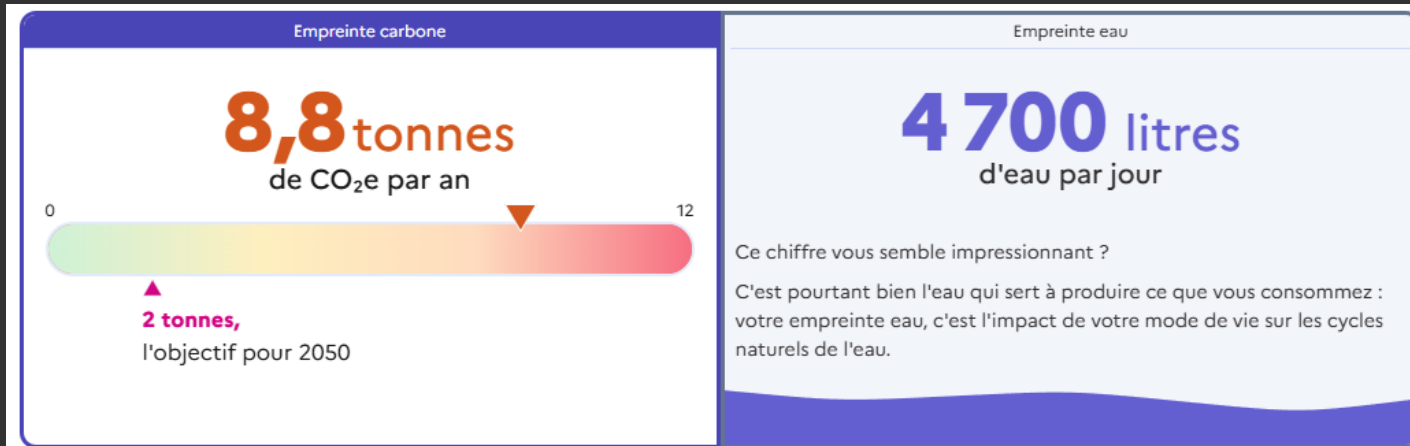 Empreinte carbone
8,8 tonnes
de CO₂e par an
0
12
2 tonnes,
l'objectif pour 2050
Empreinte eau
4 700 litres
d'eau par jour
Ce chiffre vous semble impressionnant ?
C'est pourtant bien l'eau qui sert à produire ce que vous consommez :
votre empreinte eau, c'est l'impact de votre mode de vie sur les cycles
naturels de l'eau.